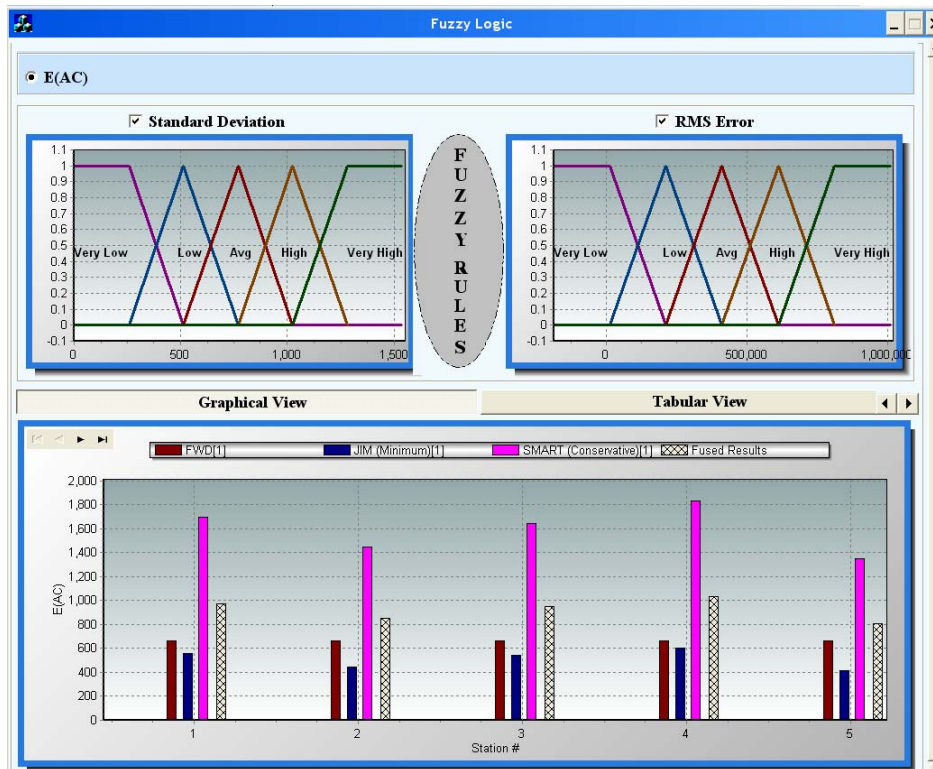 Fuzzy Logic
E(AC)
Standard Deviation
RMS Error
1.1
1
0.9
0.8
0.7
0.6
0.5
0.4
0.3
0.2
0.1
0
-0.1
Very Low Low Avg High Very High
0 500 1,000 1,500
FUZZY RULES
1.1
1
0.9
0.8
0.7
0.6
0.5
0.4
0.3
0.2
0.1
0
-0.1
Very Low Low Avg High Very High
0 500,000 1,000,000
Graphical View
Tabular View
FWD[1] JIM (Minimum)[1] SMART (Conservative)[1] Fused Results
2,000
1,800
1,600
1,400
1,200
1,000
800
600
400
200
0
E(AC)
1 2 3 4 5
Station #